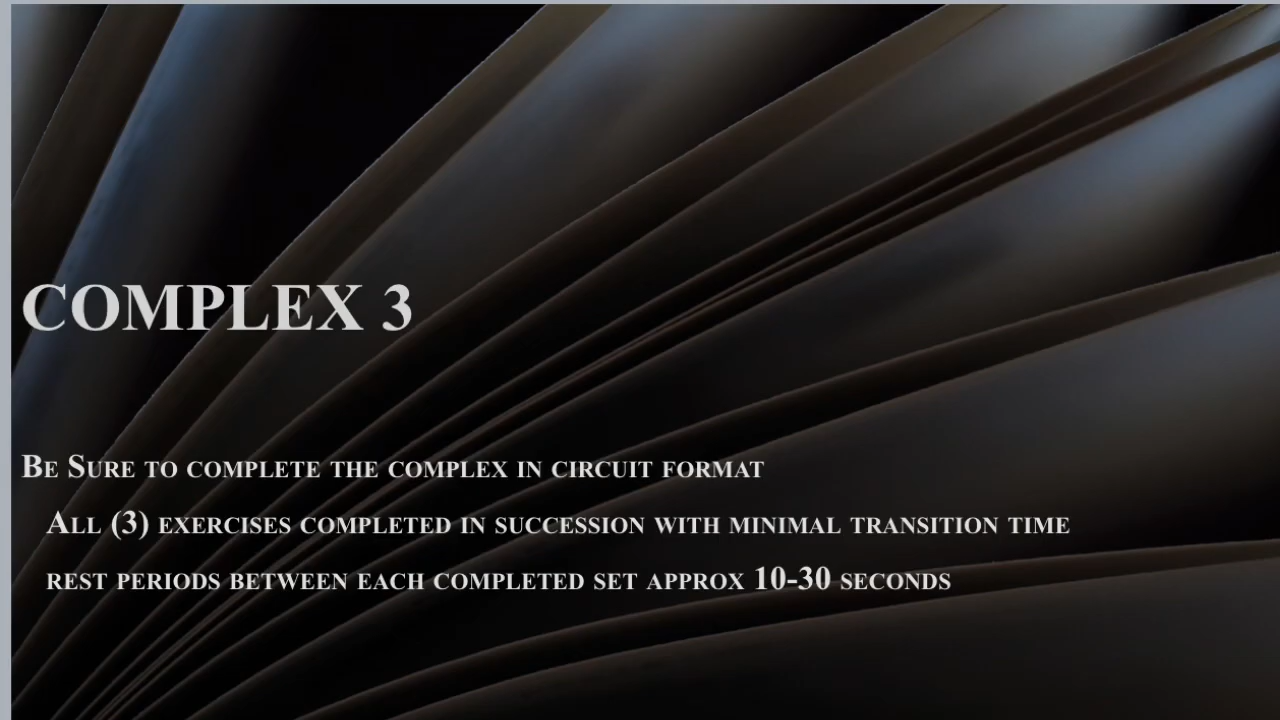 COMPLEX 3
Be Sure to complete the complex in circuit format
All (3) exercises completed in succession with minimal transition time
rest periods between each completed set approx 10-30 seconds